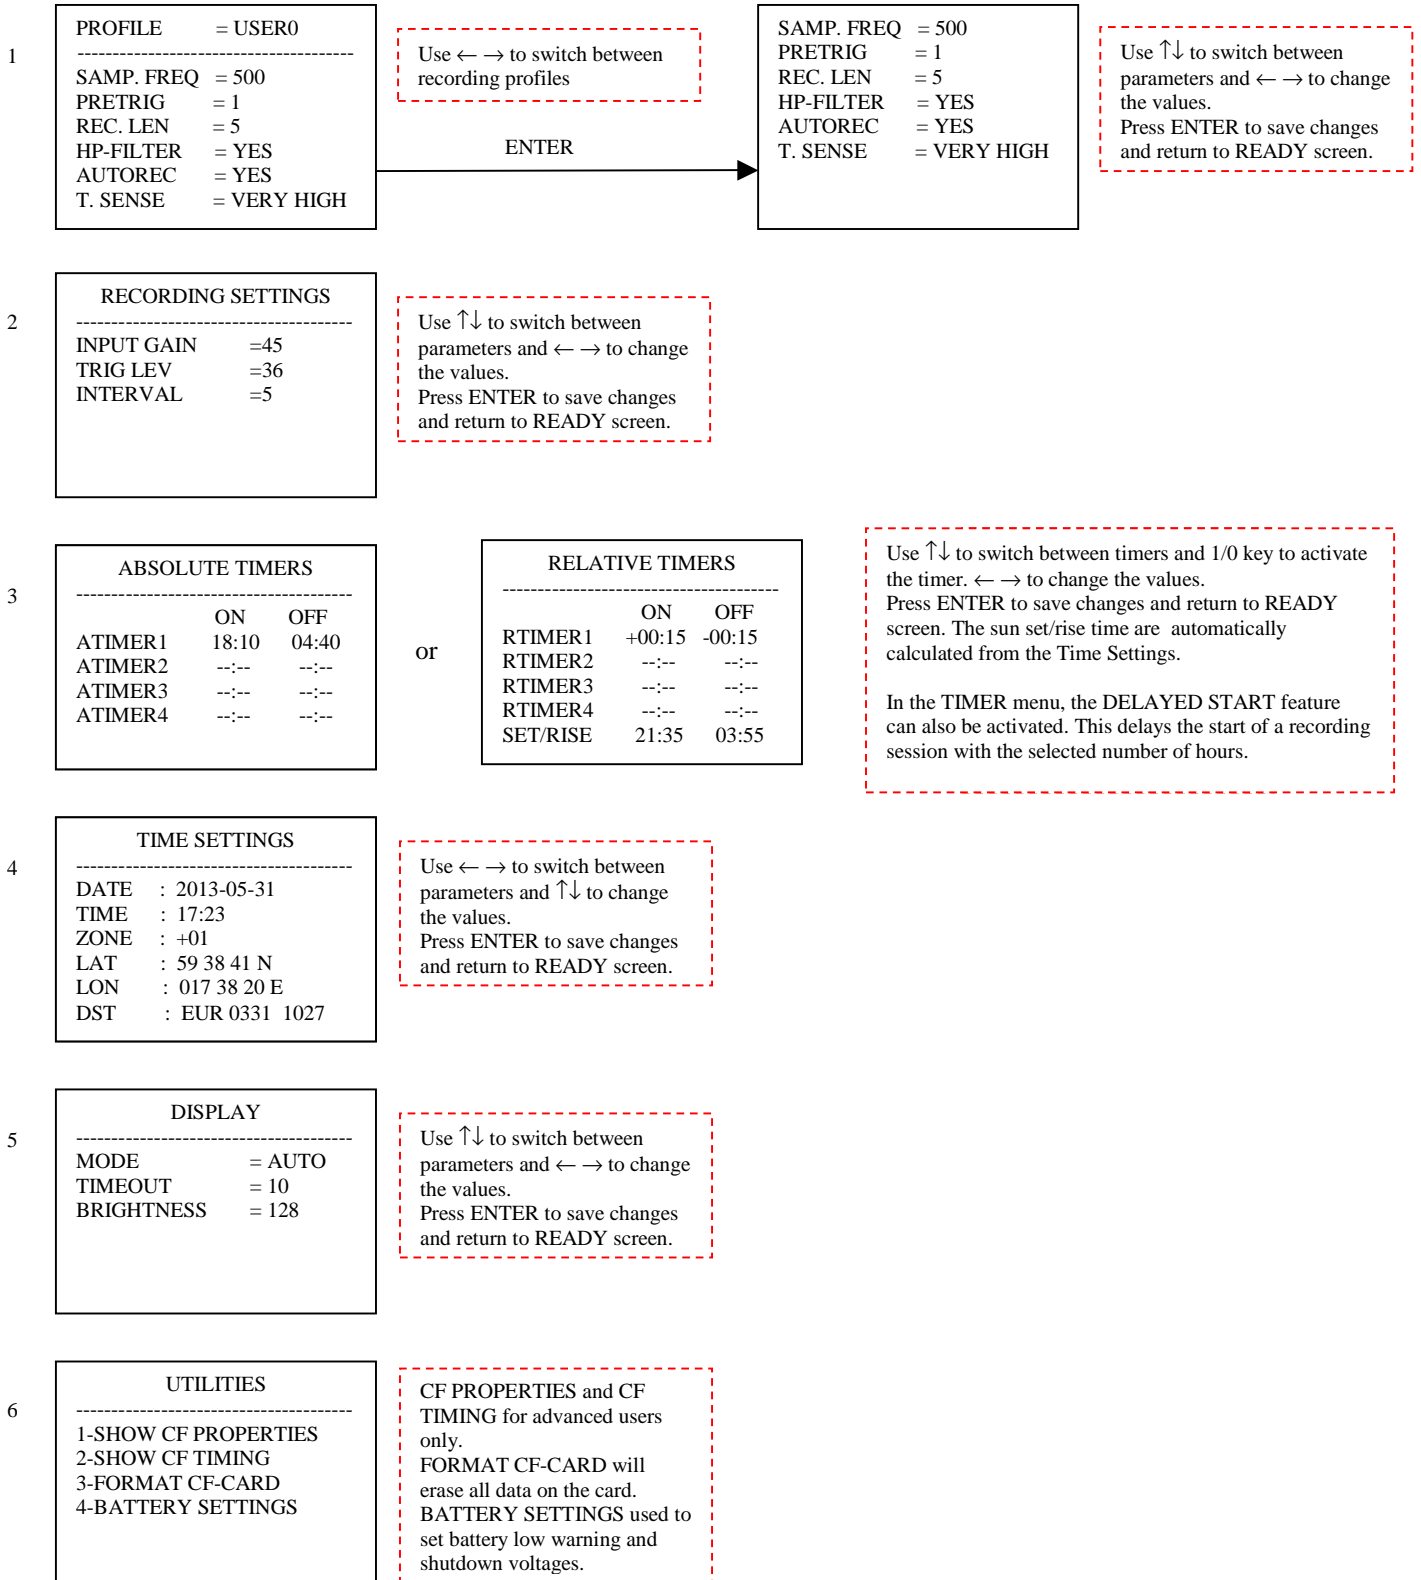 1
PROFILE = USER0
---------------------------------------
SAMP. FREQ = 500
PRETRIG = 1
REC. LEN = 5
HP-FILTER = YES
AUTOREC = YES
T. SENSE = VERY HIGH
Use ← → to switch between
recording profiles
ENTER
SAMP. FREQ = 500
PRETRIG = 1
REC. LEN = 5
HP-FILTER = YES
AUTOREC = YES
T. SENSE = VERY HIGH
Use ↑↓ to switch between
parameters and ← → to change
the values.
Press ENTER to save changes
and return to READY screen.
2
RECORDING SETTINGS
---------------------------------------
INPUT GAIN =45
TRIG LEV =36
INTERVAL =5
Use ↑↓ to switch between
parameters and ← → to change
the values.
Press ENTER to save changes
and return to READY screen.
3
ABSOLUTE TIMERS
---------------------------------------
ON OFF
ATIMER1 18:10 04:40
ATIMER2 --:-- --:--
ATIMER3 --:-- --:--
ATIMER4 --:-- --:--
or
RELATIVE TIMERS
---------------------------------------
ON OFF
RTIMER1 +00:15 -00:15
RTIMER2 --:-- --:--
RTIMER3 --:-- --:--
RTIMER4 --:-- --:--
SET/RISE 21:35 03:55
Use ↑↓ to switch between timers and 1/0 key to activate
the timer. ← → to change the values.
Press ENTER to save changes and return to READY
screen. The sun set/rise time are automatically
calculated from the Time Settings.
In the TIMER menu, the DELAYED START feature
can also be activated. This delays the start of a recording
session with the selected number of hours.
4
TIME SETTINGS
---------------------------------------
DATE : 2013-05-31
TIME : 17:23
ZONE : +01
LAT : 59 38 41 N
LON : 017 38 20 E
DST : EUR 0331 1027
Use ← → to switch between
parameters and ↑↓ to change
the values.
Press ENTER to save changes
and return to READY screen.
5
DISPLAY
---------------------------------------
MODE = AUTO
TIMEOUT = 10
BRIGHTNESS = 128
Use ↑↓ to switch between
parameters and ← → to change
the values.
Press ENTER to save changes
and return to READY screen.
6
UTILITIES
---------------------------------------
1-SHOW CF PROPERTIES
2-SHOW CF TIMING
3-FORMAT CF-CARD
4-BATTERY SETTINGS
CF PROPERTIES and CF
TIMING for advanced users
only.
FORMAT CF-CARD will
erase all data on the card.
BATTERY SETTINGS used to
set battery low warning and
shutdown voltages.